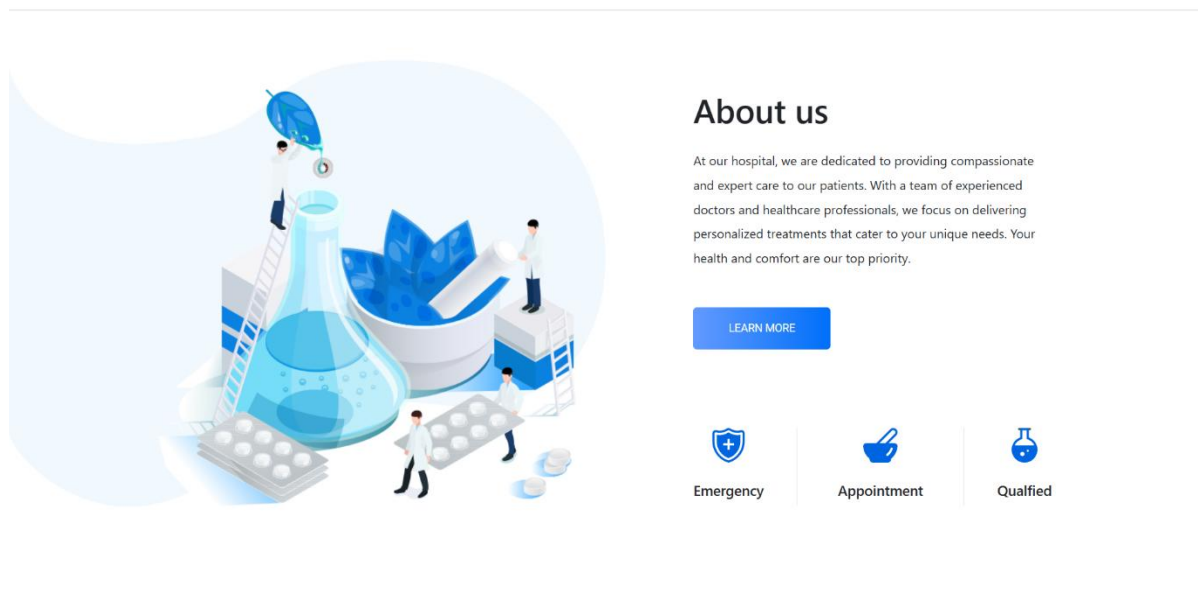 About us
At our hospital, we are dedicated to providing compassionate
and expert care to our patients. With a team of experienced
doctors and healthcare professionals, we focus on delivering
personalized treatments that cater to your unique needs. Your
health and comfort are our top priority.
LEARN MORE
Emergency
Appointment
Qualfied